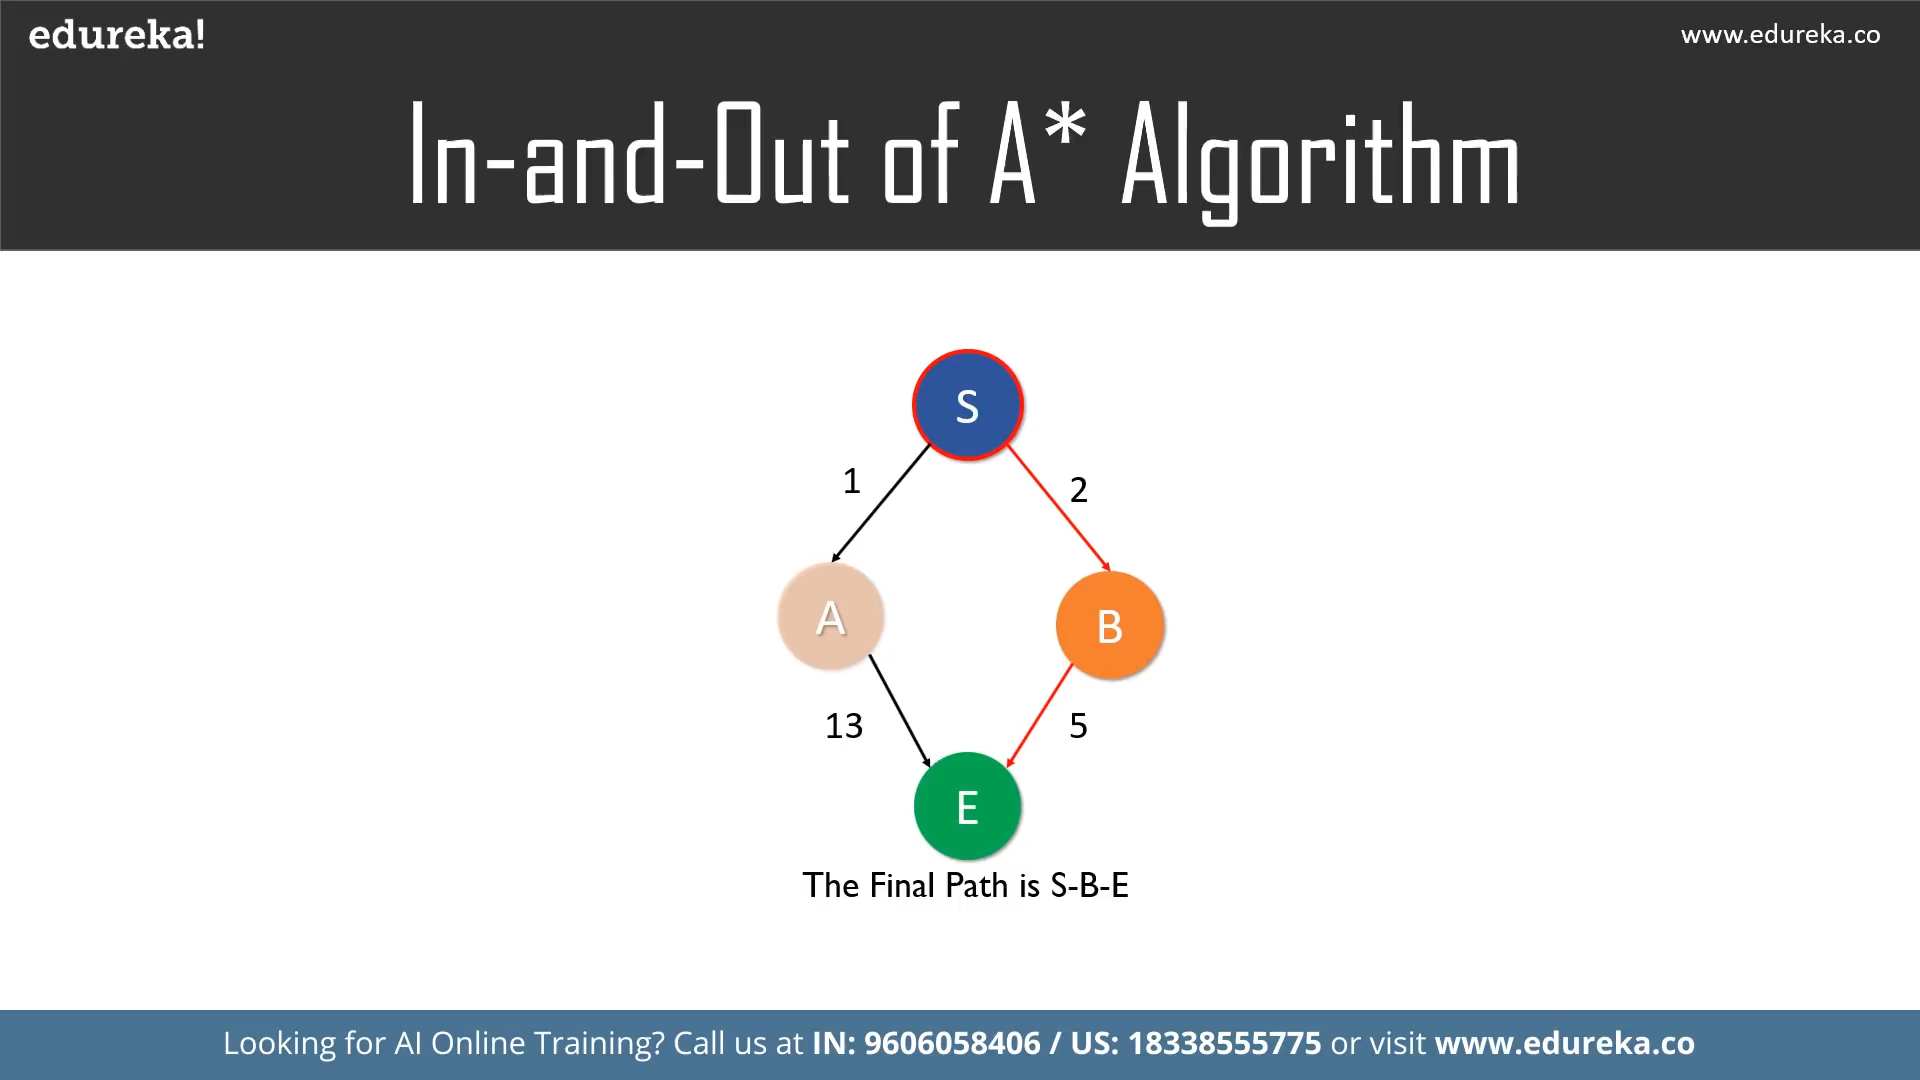 edureka!
www.edureka.co
In-and-Out of A* Algorithm
S
1
2
A
B
13
5
E
The Final Path is S-B-E
Looking for AI Online Training? Call us at IN: 9606058406 / US: 18338555775 or visit www.edureka.co